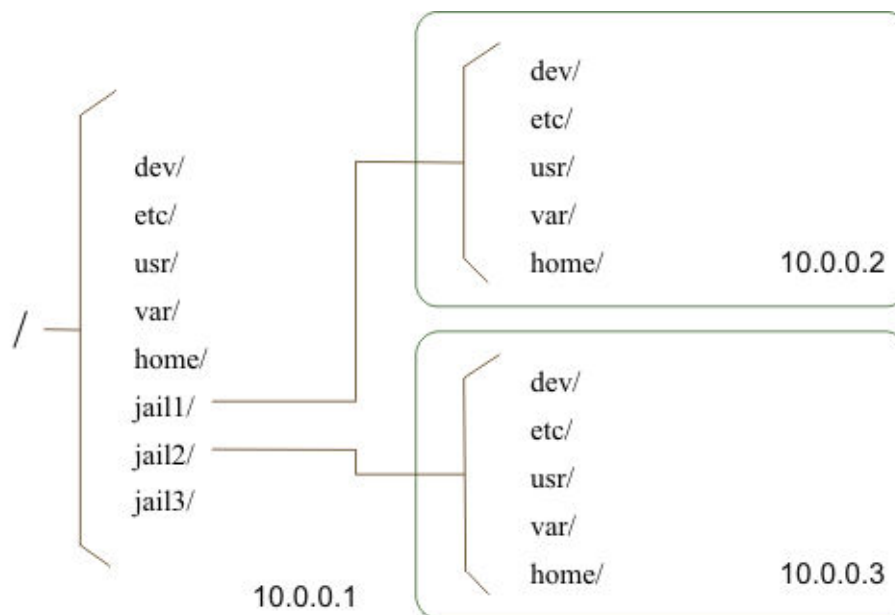 /
dev/
etc/
usr/
var/
home/
jail1/
jail2/
jail3/
10.0.0.1
dev/
etc/
usr/
var/
home/ 10.0.0.2
dev/
etc/
usr/
var/
home/ 10.0.0.3